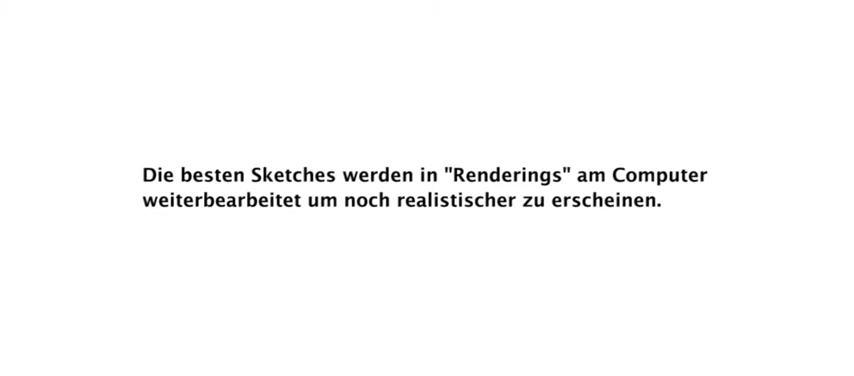 Die besten Sketches werden in "Renderings" am Computer
weiterbearbeitet um noch realistischer zu erscheinen.